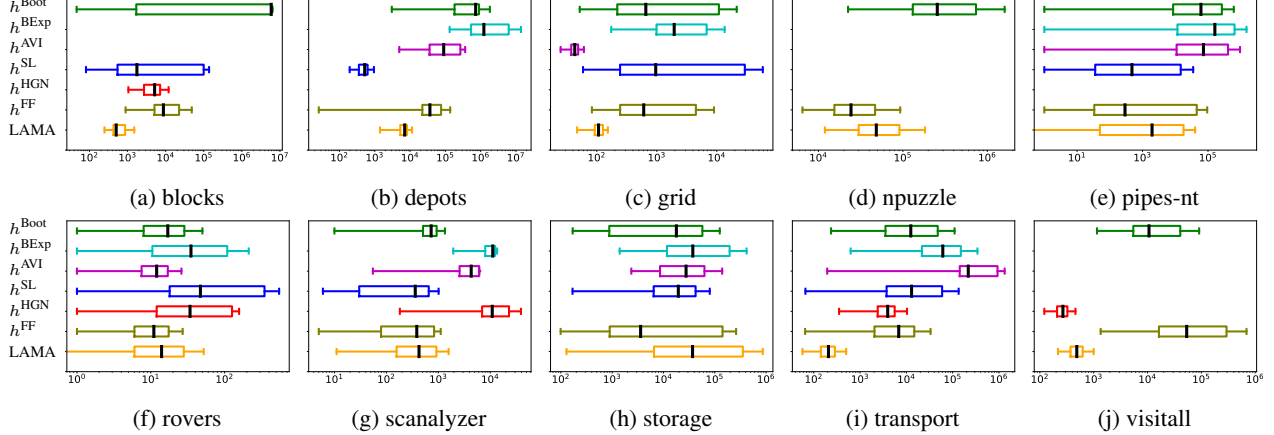 h^Boot
h^BExp
h^AVI
h^SL
h^HGN
h^FF
LAMA
10^2 10^3 10^4 10^5 10^6 10^7
10^2 10^3 10^4 10^5 10^6 10^7
10^2 10^3 10^4
10^4 10^5 10^6
10^1 10^3 10^5
(a) blocks
(b) depots
(c) grid
(d) npuzzle
(e) pipes-nt
h^Boot
h^BExp
h^AVI
h^SL
h^HGN
h^FF
LAMA
10^0 10^1 10^2
10^1 10^2 10^3 10^4
10^2 10^3 10^4 10^5 10^6
10^2 10^3 10^4 10^5 10^6
10^2 10^3 10^4 10^5 10^6
(f) rovers
(g) scanalyzer
(h) storage
(i) transport
(j) visitall